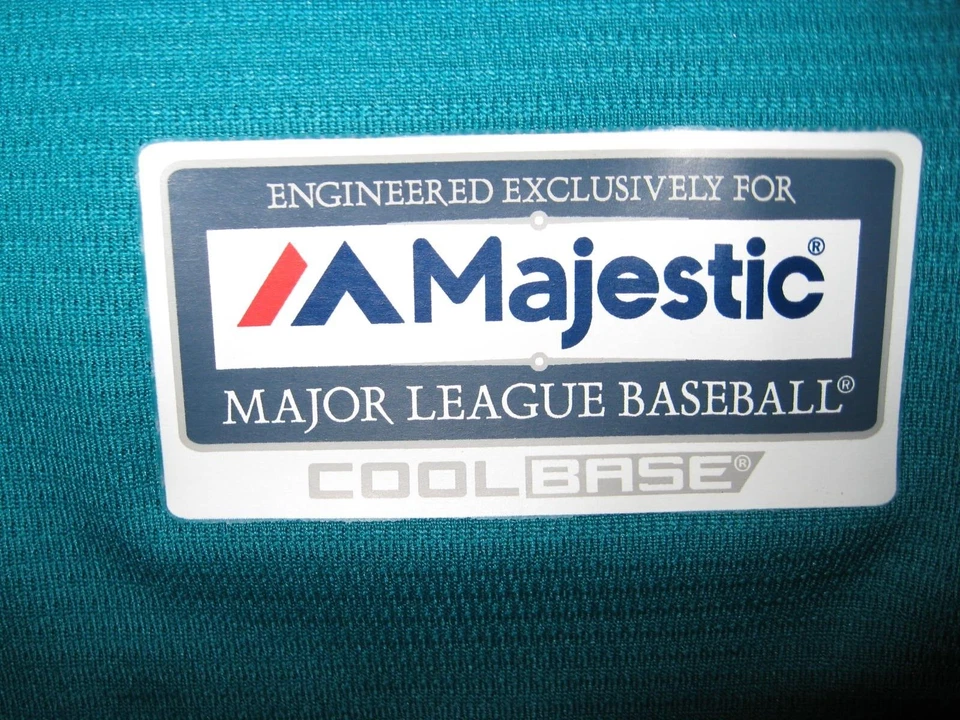 ENGINEERED EXCLUSIVELY FOR
Majestic®
MAJOR LEAGUE BASEBALL®
COOLBASE®